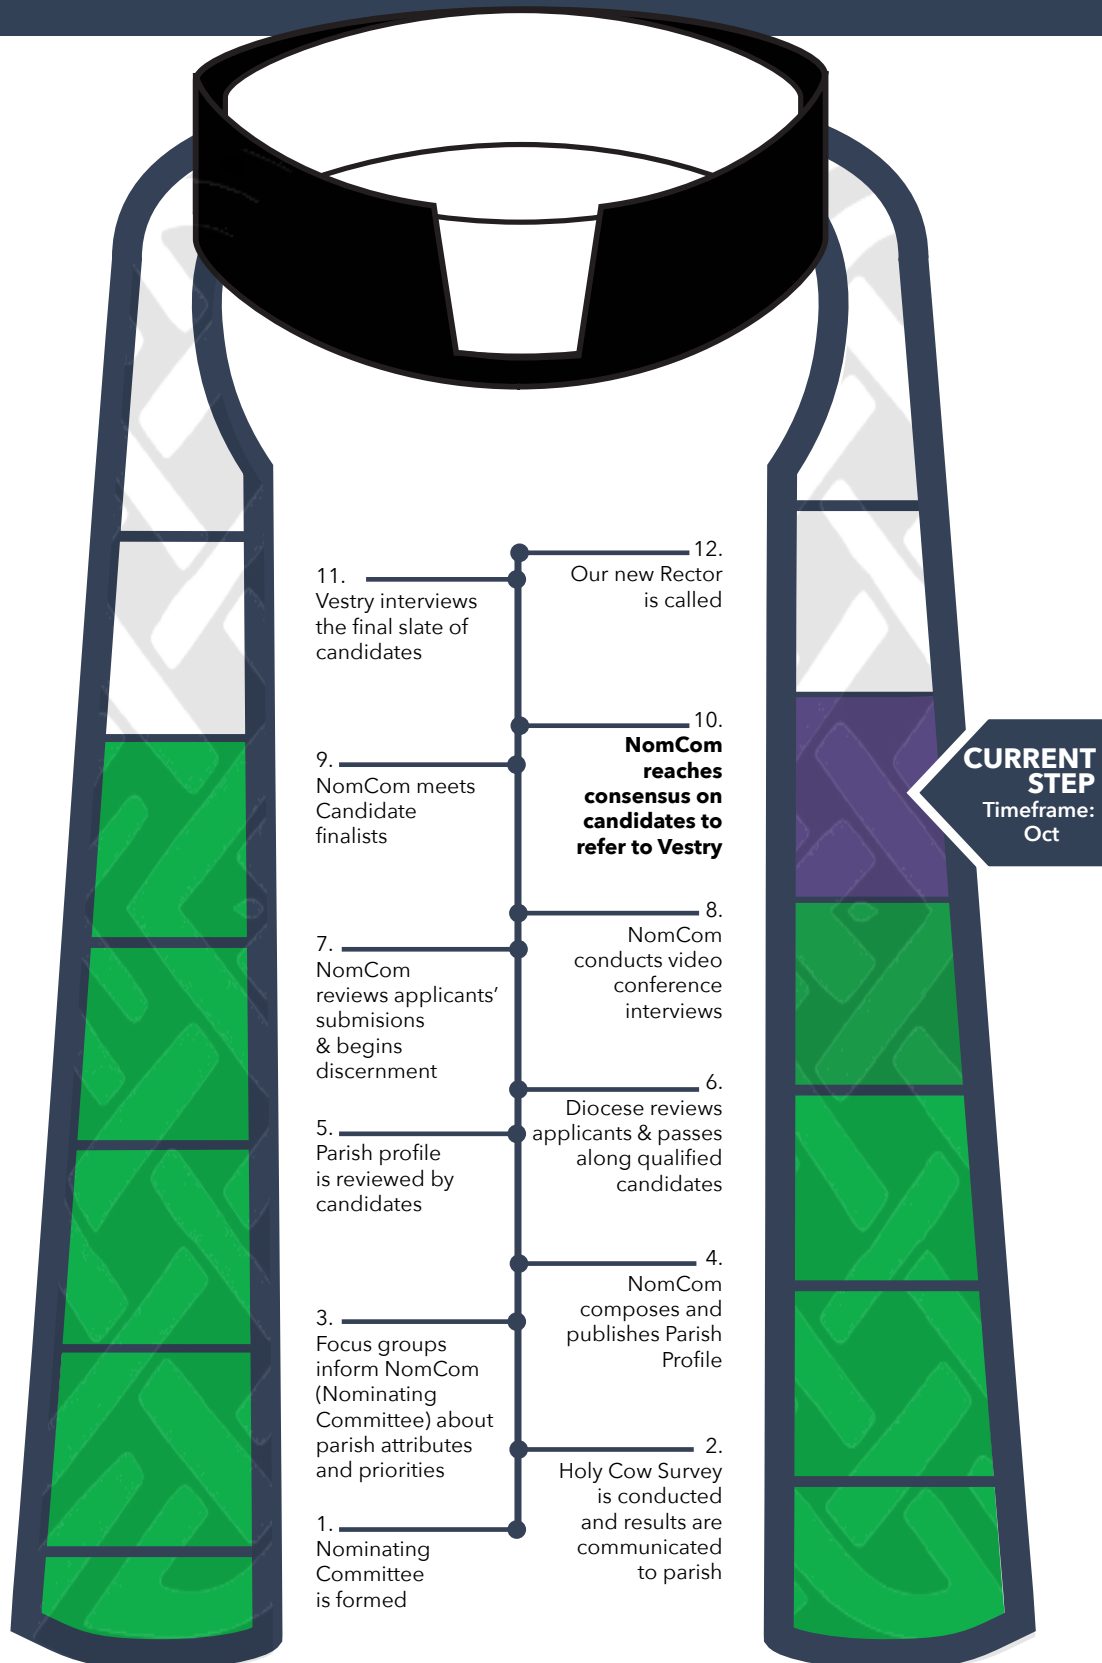 12.
Our new Rector
is called
11.
Vestry interviews
the final slate of
candidates
10.
NomCom
reaches
consensus on
candidates to
refer to Vestry
CURRENT
STEP
Timeframe:
Oct
9.
NomCom meets
Candidate
finalists
8.
NomCom
conducts video
conference
interviews
7.
NomCom
reviews applicants’
submisions
& begins
discernment
6.
Diocese reviews
applicants & passes
along qualified
candidates
5.
Parish profile
is reviewed by
candidates
4.
NomCom
composes and
publishes Parish
Profile
3.
Focus groups
inform NomCom
(Nominating
Committee) about
parish attributes
and priorities
2.
Holy Cow Survey
is conducted
and results are
communicated
to parish
1.
Nominating
Committee
is formed